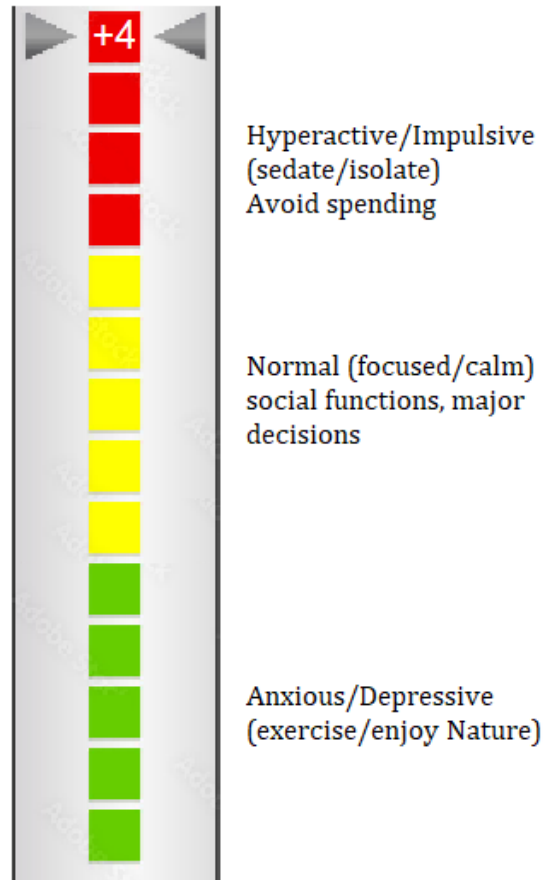 +4
Hyperactive/Impulsive
(sedate/isolate)
Avoid spending
Normal (focused/calm)
social functions, major
decisions
Anxious/Depressive
(exercise/enjoy Nature)